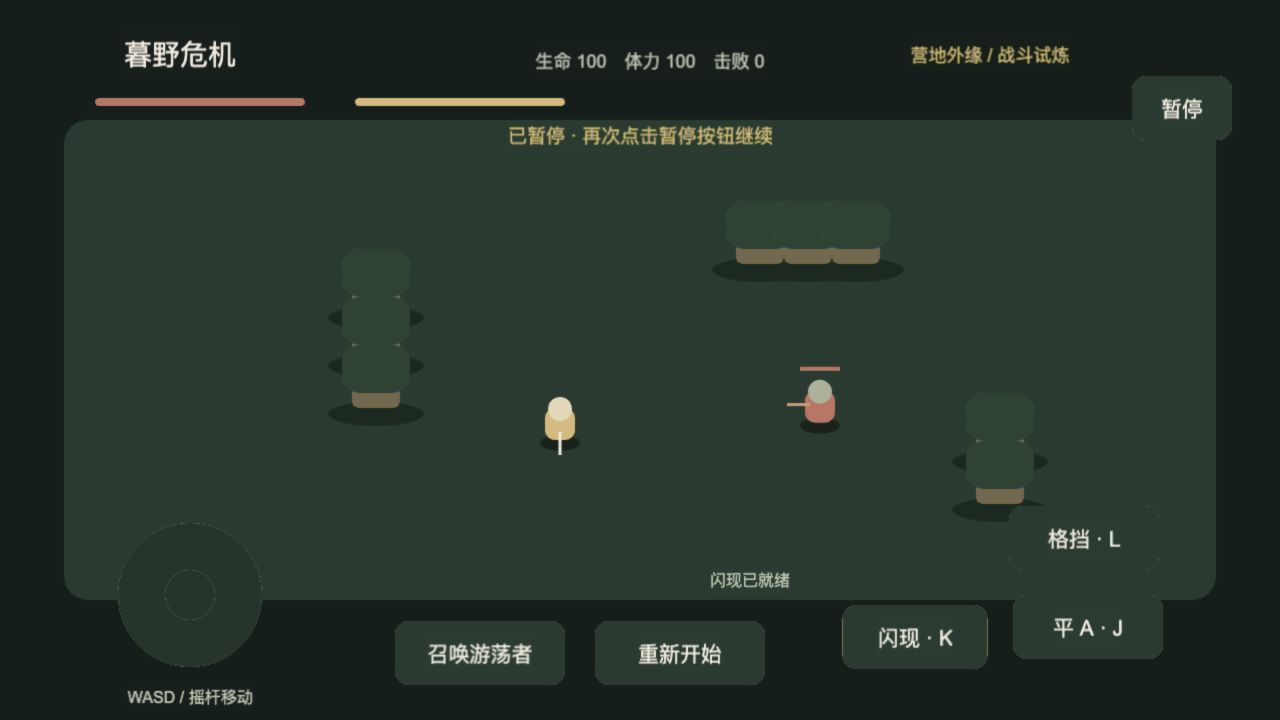 暮野危机
生命 100 体力 100 击败 0
营地外缘 / 战斗试炼
暂停
已暂停 · 再次点击暂停按钮继续
格挡 · L
闪现已就绪
平 A · J
闪现 · K
召唤游荡者
重新开始
WASD / 摇杆移动